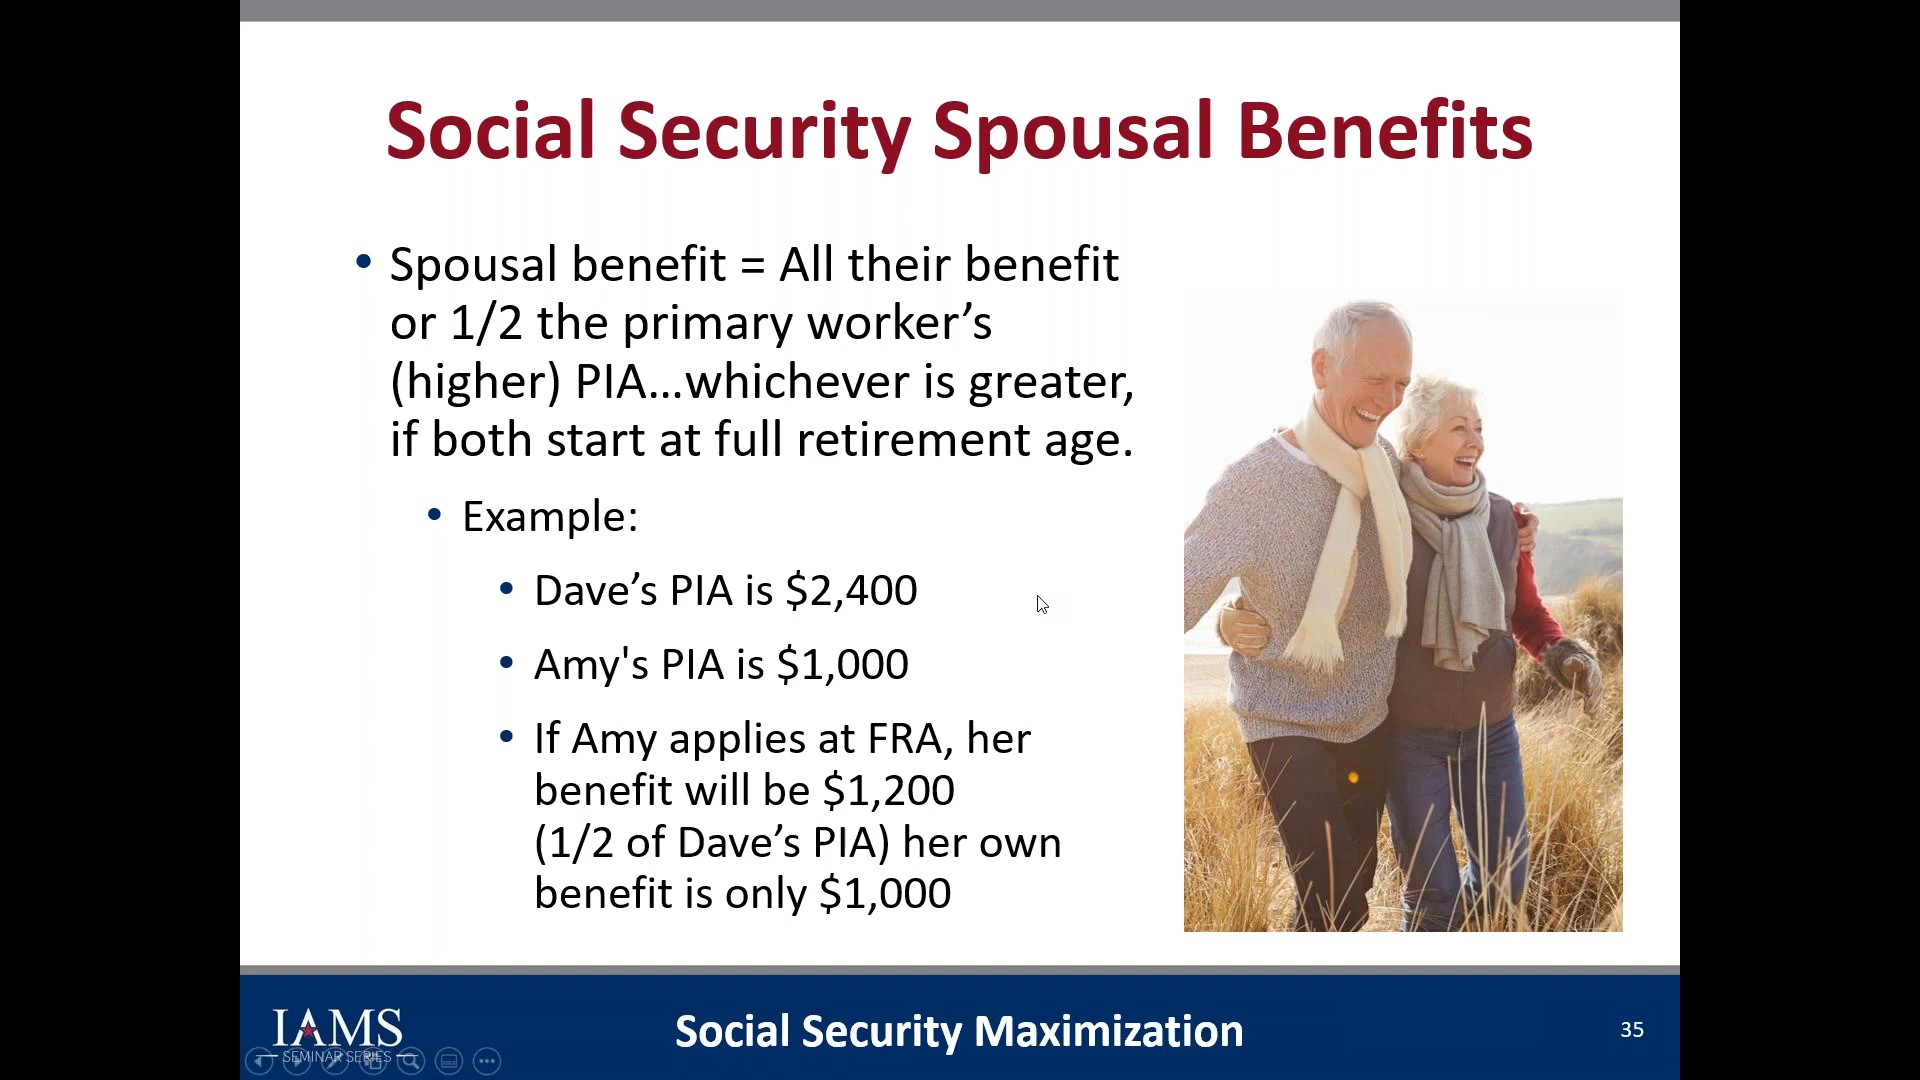 Social Security Spousal Benefits
• Spousal benefit = All their benefit
or 1/2 the primary worker’s
(higher) PIA…whichever is greater,
if both start at full retirement age.
• Example:
• Dave’s PIA is $2,400
• Amy's PIA is $1,000
• If Amy applies at FRA, her
benefit will be $1,200
(1/2 of Dave’s PIA) her own
benefit is only $1,000
IAMS
SEMINAR SERIES
Social Security Maximization
35